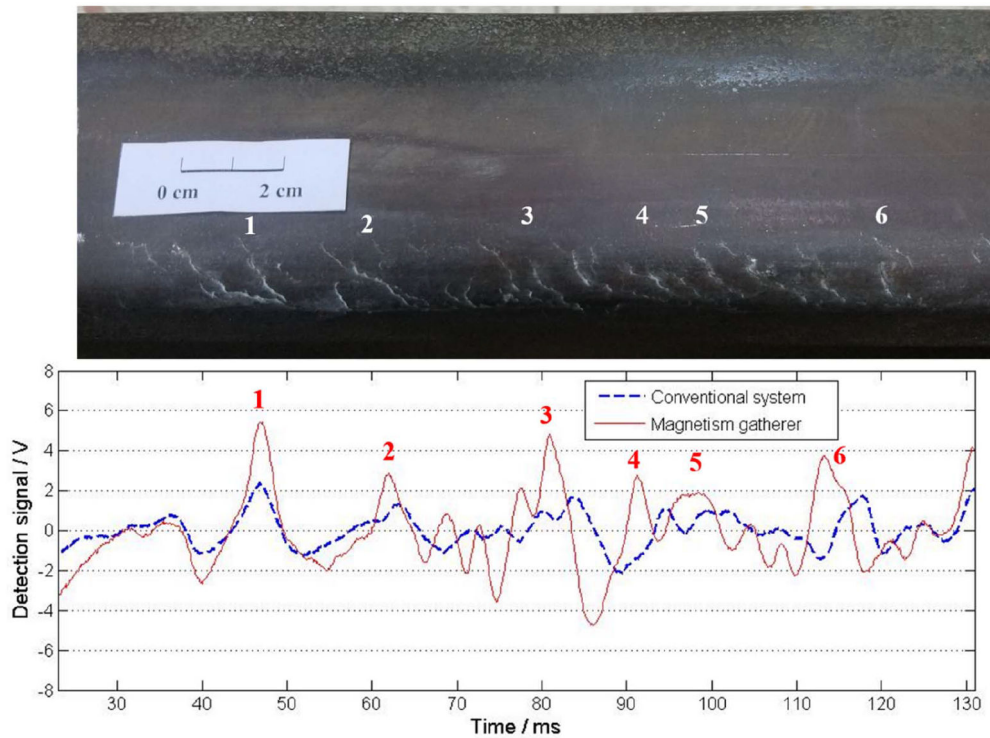 0 cm 2 cm
1 2 3 4 5 6
8
6
4
2
0
-2
-4
-6
-8
Detection signal / V
1 2 3 4 5 6
Conventional system
Magnetism gatherer
30 40 50 60 70 80 90 100 110 120 130
Time / ms